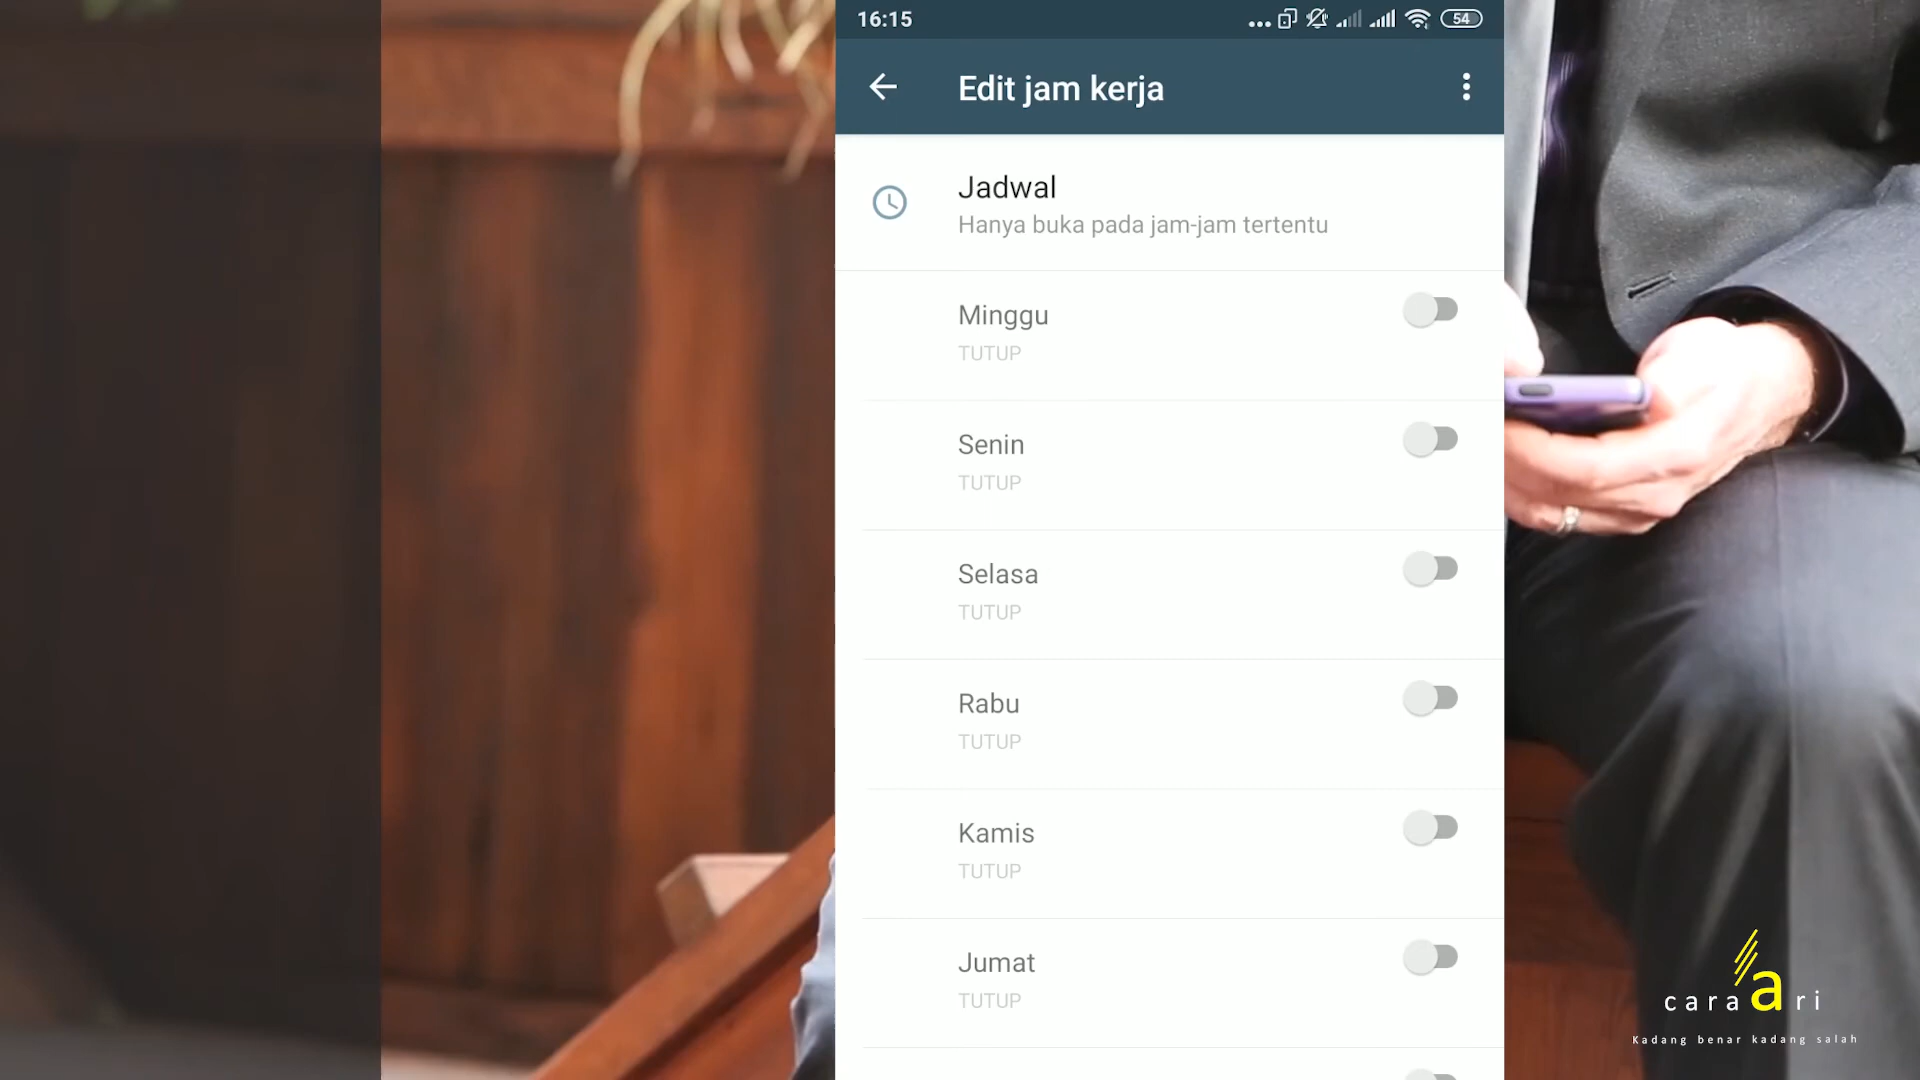 16:15
54
Edit jam kerja
Jadwal
Hanya buka pada jam-jam tertentu
Minggu
TUTUP
Senin
TUTUP
Selasa
TUTUP
Rabu
TUTUP
Kamis
TUTUP
Jumat
TUTUP
cara a ri
Kadang benar kadang salah